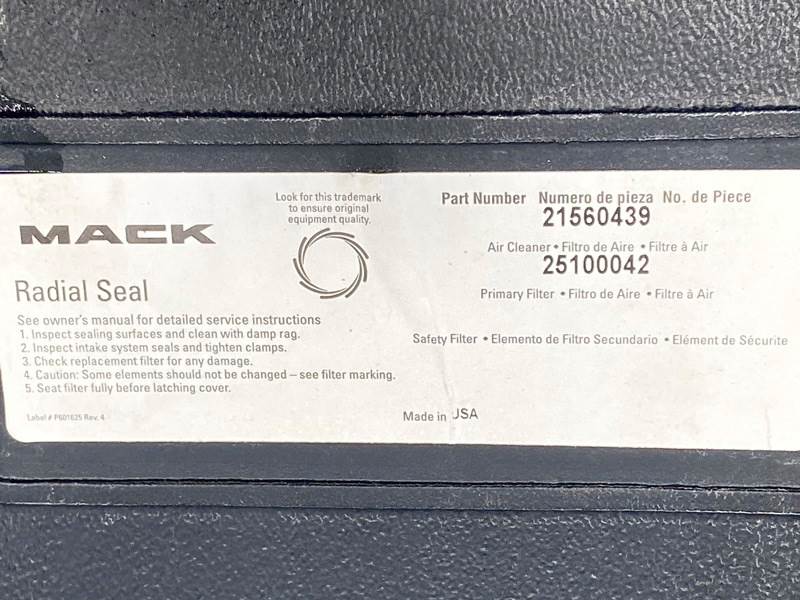 MACK
Radial Seal
See owner's manual for detailed service instructions
1. Inspect sealing surfaces and clean with damp rag.
2. Inspect intake system seals and tighten clamps.
3. Check replacement filter for any damage.
4. Caution: Some elements should not be changed – see filter marking.
5. Seat filter fully before latching cover.
Label # P601625 Rev. 4
Look for this trademark
to ensure original
equipment quality.
Part Number Numero de pieza No. de Piece
21560439
Air Cleaner • Filtro de Aire • Filtre à Air
25100042
Primary Filter • Filtro de Aire • Filtre à Air
Safety Filter • Elemento de Filtro Secundario • Elément de Sécurite
Made in USA